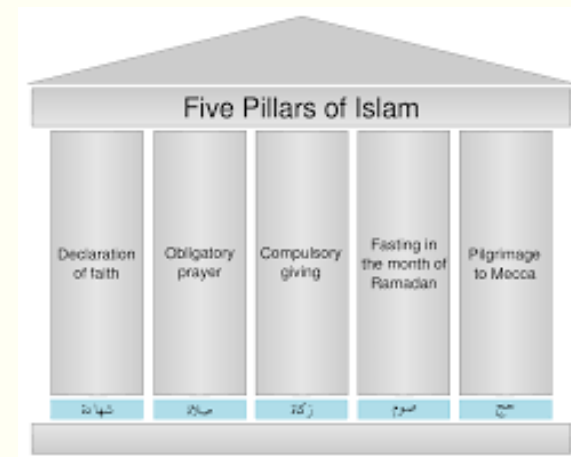 Five Pillars of Islam
Declaration
of faith
Obligatory
prayer
Compulsory
giving
Fasting in
the month of
Ramadan
Pilgrimage
to Mecca
شهادة
صلاة
زكاة
صوم
حج